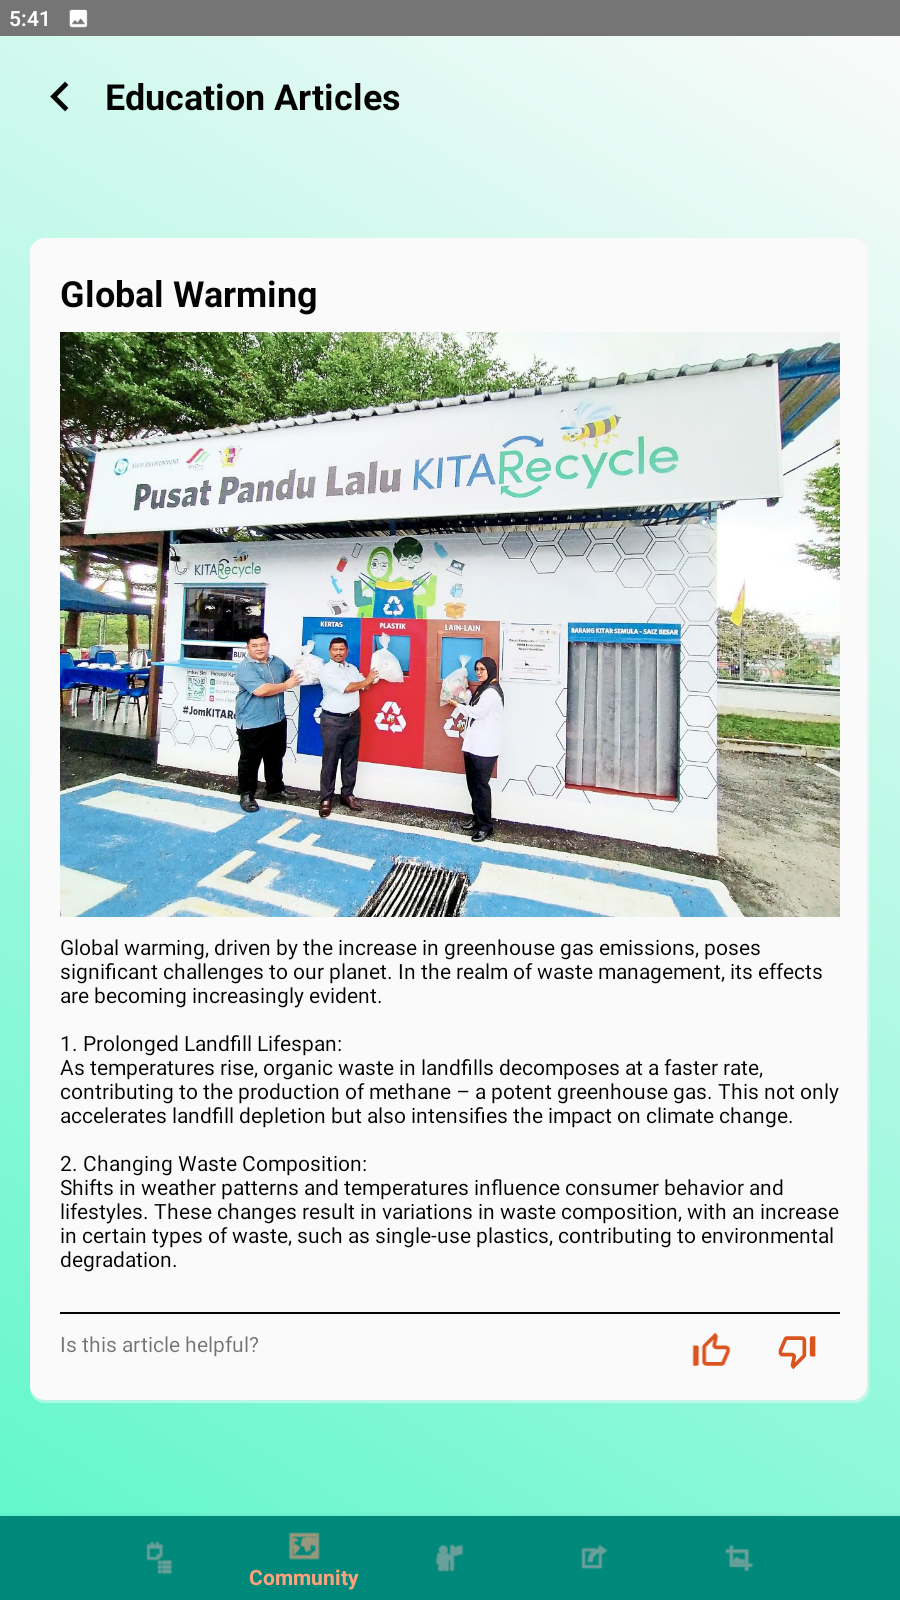 5:41
Education Articles
Global Warming
Pusat Pandu Lalu KITARecycle
KITARecycle
KERTAS
PLASTIK
LAIN-LAIN
BARANG KITAR SEMULA - SAIZ BESAR
BUK
#JomKITARe
OFF
Global warming, driven by the increase in greenhouse gas emissions, poses
significant challenges to our planet. In the realm of waste management, its effects
are becoming increasingly evident.
1. Prolonged Landfill Lifespan:
As temperatures rise, organic waste in landfills decomposes at a faster rate,
contributing to the production of methane – a potent greenhouse gas. This not only
accelerates landfill depletion but also intensifies the impact on climate change.
2. Changing Waste Composition:
Shifts in weather patterns and temperatures influence consumer behavior and
lifestyles. These changes result in variations in waste composition, with an increase
in certain types of waste, such as single-use plastics, contributing to environmental
degradation.
Is this article helpful?
Community